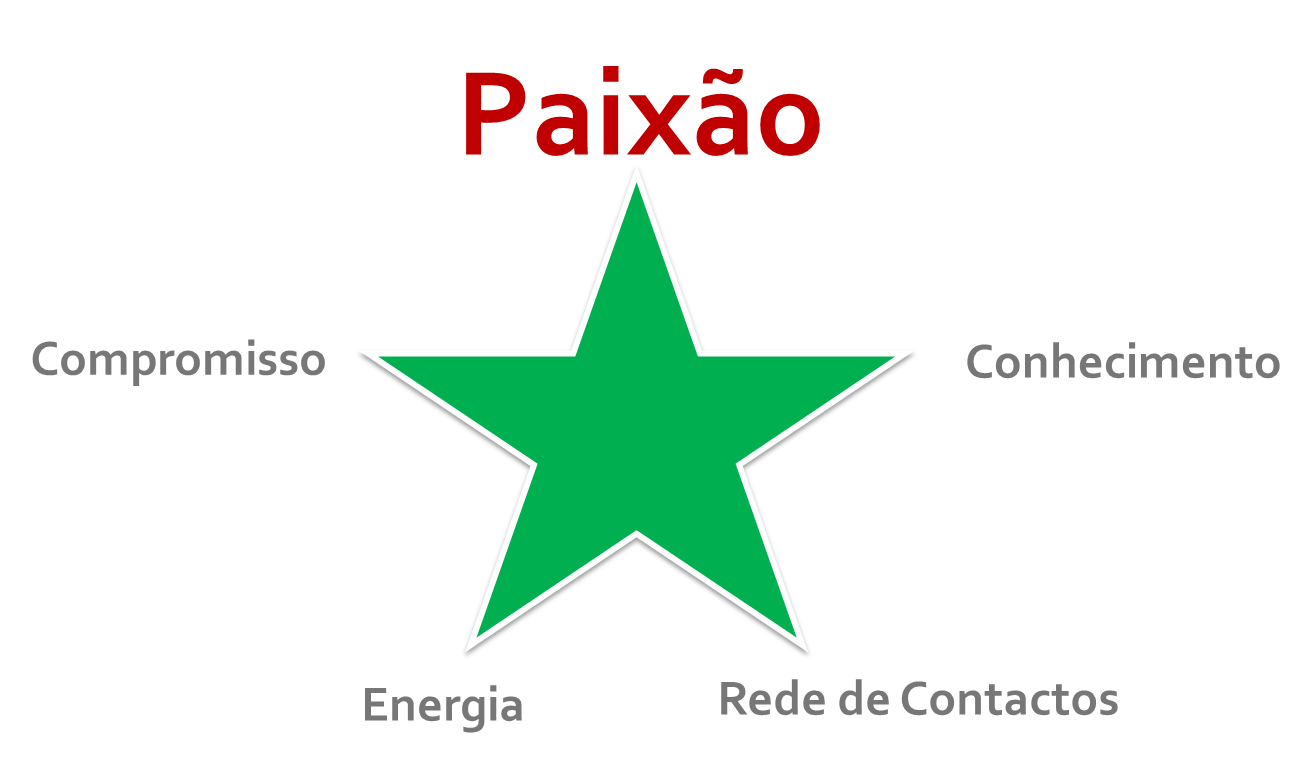 Paixão
Compromisso
Conhecimento
Energia
Rede de Contactos